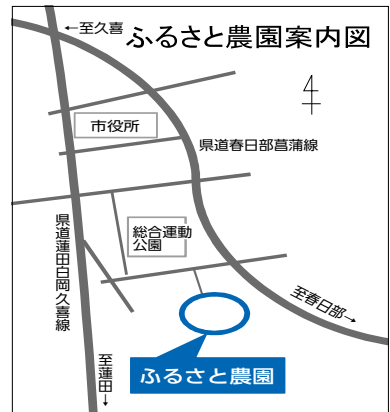 ふるさと農園案内図
←至久喜
市役所
県道春日部菖蒲線
総合運動
公園
県道蓮田白岡久喜線
至春日部→
至蓮田→
ふるさと農園